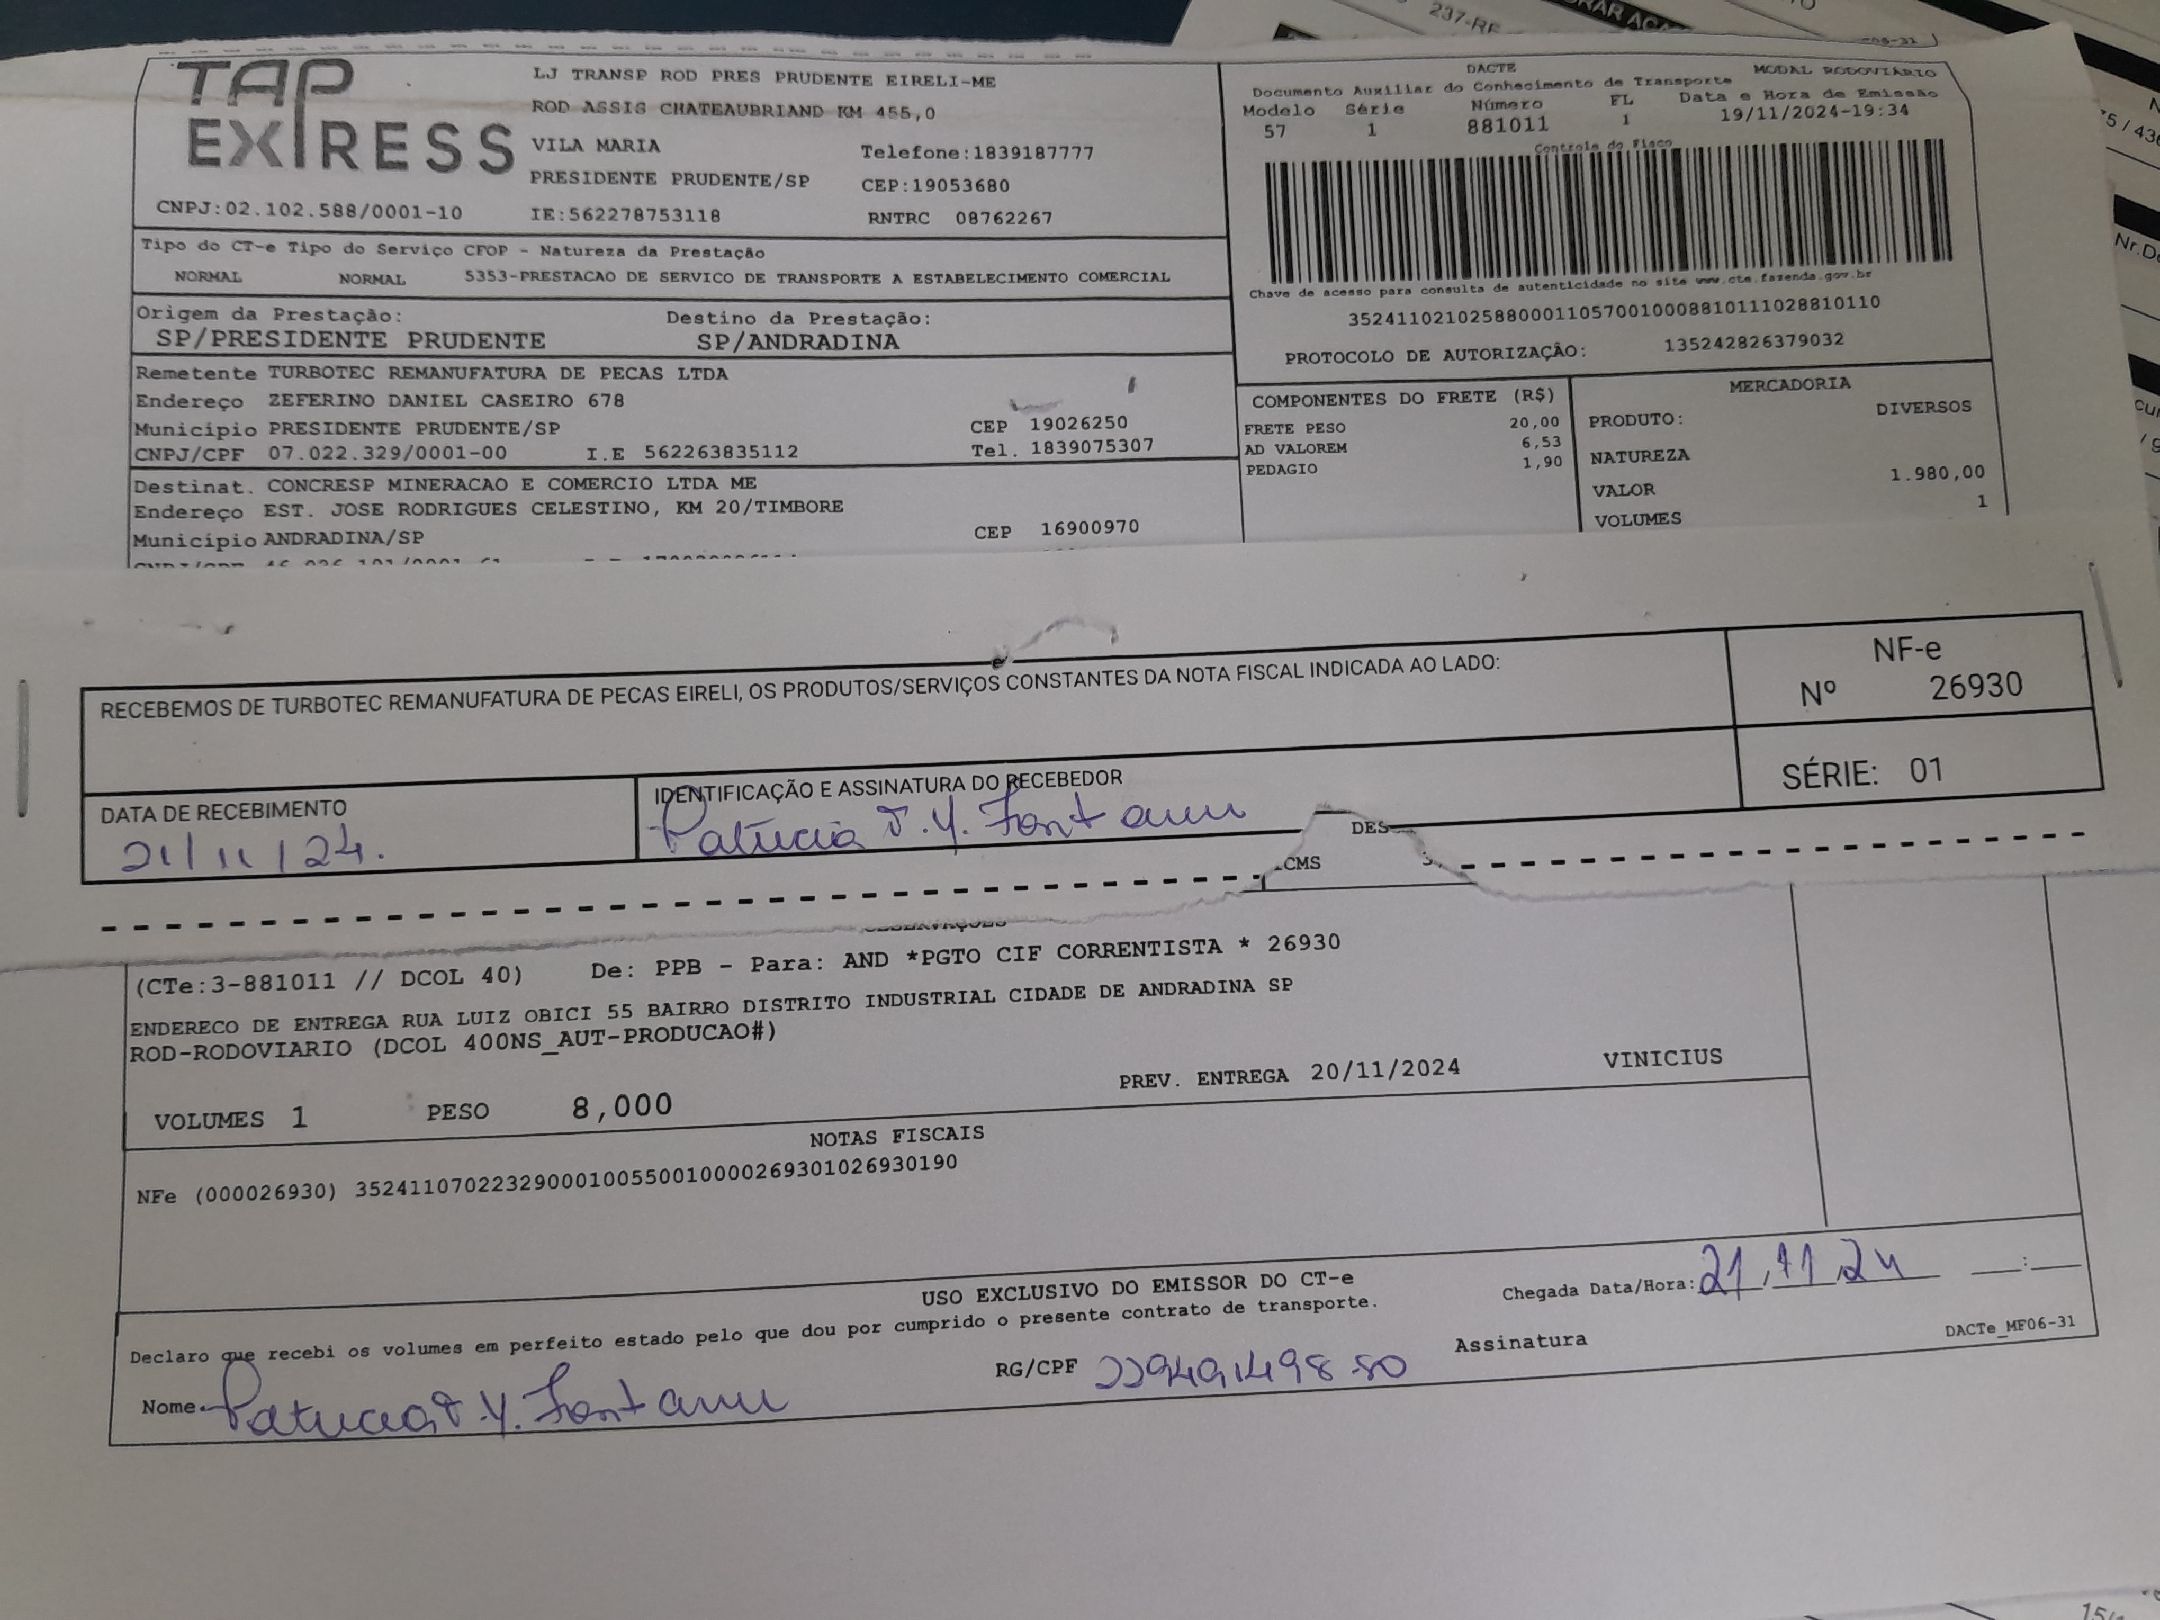 TAP EXPRESS
LJ TRANSP ROD PRES PRUDENTE EIRELI-ME
ROD ASSIS CHATEAUBRIAND KM 455,0
VILA MARIA
Telefone:1839187777
PRESIDENTE PRUDENTE/SP
CEP:19053680
CNPJ:02.102.588/0001-10
IE:562278753118
RNTRC 08762267
DACTE
MODAL RODOVIÁRIO
Documento Auxiliar do Conhecimento de Transporte
Modelo Série Número FL Data e Hora de Emissão
57 1 881011 1 19/11/2024-19:34
Controle do Fisco
Chave de acesso para consulta de autenticidade no site www.cte.fazenda.gov.br
35241102102588000110570010008810111028810110
PROTOCOLO DE AUTORIZAÇÃO: 135242826379032
Tipo do CT-e Tipo do Serviço CFOP - Natureza da Prestação
NORMAL NORMAL 5353-PRESTACAO DE SERVICO DE TRANSPORTE A ESTABELECIMENTO COMERCIAL
Origem da Prestação: Destino da Prestação:
SP/PRESIDENTE PRUDENTE SP/ANDRADINA
Remetente TURBOTEC REMANUFATURA DE PECAS LTDA
Endereço ZEFERINO DANIEL CASEIRO 678
Município PRESIDENTE PRUDENTE/SP CEP 19026250
CNPJ/CPF 07.022.329/0001-00 I.E 562263835112 Tel. 1839075307
Destinat. CONCRESP MINERACAO E COMERCIO LTDA ME
Endereço EST. JOSE RODRIGUES CELESTINO, KM 20/TIMBORE
Município ANDRADINA/SP CEP 16900970
COMPONENTES DO FRETE (R$)
FRETE PESO 20,00
AD VALOREM 6,53
PEDAGIO 1,90
MERCADORIA
PRODUTO: DIVERSOS
NATUREZA
VALOR 1.980,00
VOLUMES 1
RECEBEMOS DE TURBOTEC REMANUFATURA DE PECAS EIRELI, OS PRODUTOS/SERVIÇOS CONSTANTES DA NOTA FISCAL INDICADA AO LADO:
NF-e
Nº 26930
SÉRIE: 01
DATA DE RECEBIMENTO
21/11/24.
IDENTIFICAÇÃO E ASSINATURA DO RECEBEDOR
DES
CMS
(CTe:3-881011 // DCOL 40) De: PPB - Para: AND *PGTO CIF CORRENTISTA * 26930
ENDERECO DE ENTREGA RUA LUIZ OBICI 55 BAIRRO DISTRITO INDUSTRIAL CIDADE DE ANDRADINA SP
ROD-RODOVIARIO (DCOL 400NS_AUT-PRODUCAO#)
PREV. ENTREGA 20/11/2024 VINICIUS
VOLUMES 1 PESO 8,000
NOTAS FISCAIS
NFe (000026930) 35241107022329000100550010000269301026930190
USO EXCLUSIVO DO EMISSOR DO CT-e
Chegada Data/Hora: 21/11/24 __:__
Declaro que recebi os volumes em perfeito estado pelo que dou por cumprido o presente contrato de transporte.
Nome
RG/CPF
Assinatura
DACTe_MF06-31